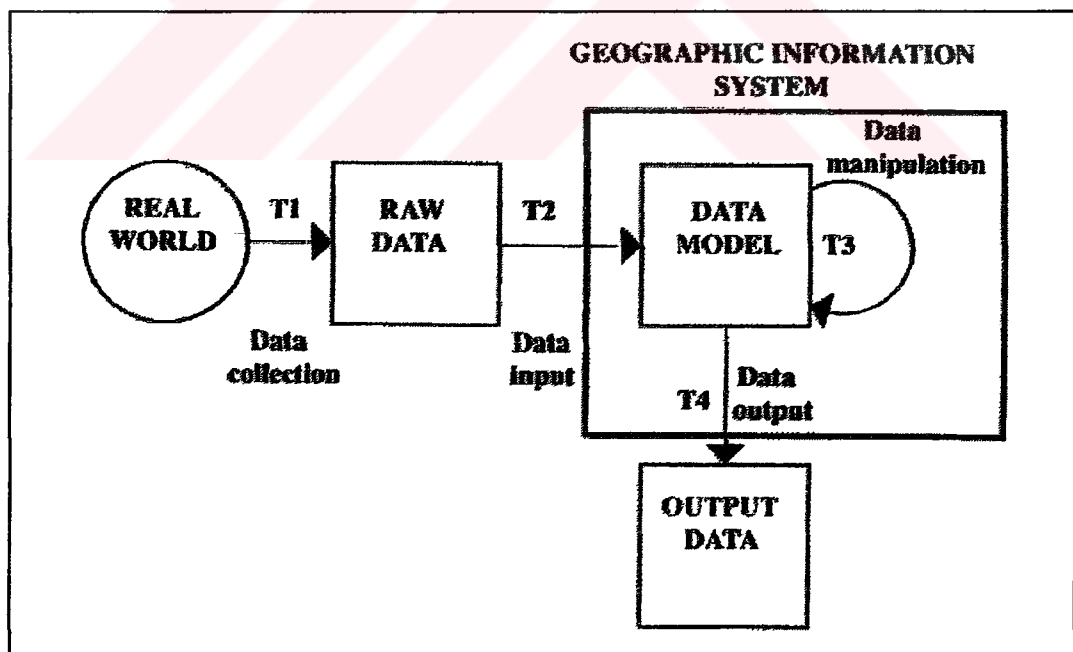 GEOGRAPHIC INFORMATION
SYSTEM
Data
manipulation
REAL
WORLD
T1
RAW
DATA
T2
DATA
MODEL
T3
Data
collection
Data
input
T4
Data
output
OUTPUT
DATA